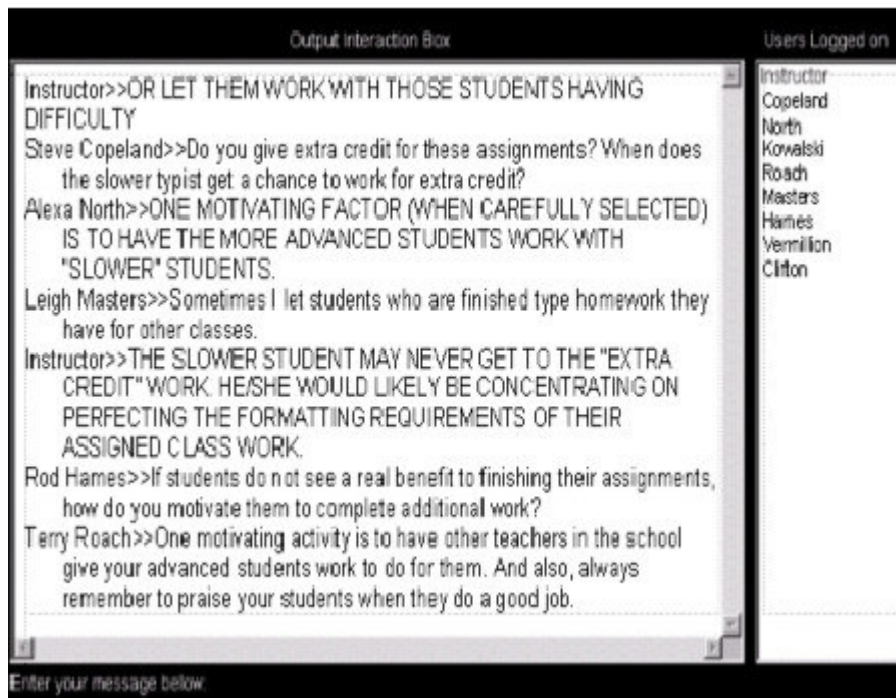 Output Interaction Box
Users Logged on
Instructor>>OR LET THEM WORK WITH THOSE STUDENTS HAVING
DIFFICULTY
Steve Copeland>>Do you give extra credit for these assignments? When does
the slower typist get a chance to work for extra credit?
Alexa North>>ONE MOTIVATING FACTOR (WHEN CAREFULLY SELECTED)
IS TO HAVE THE MORE ADVANCED STUDENTS WORK WITH
"SLOWER" STUDENTS.
Leigh Masters>>Sometimes I let students who are finished type homework they
have for other classes.
Instructor>>THE SLOWER STUDENT MAY NEVER GET TO THE "EXTRA
CREDIT" WORK. HE/SHE WOULD LIKELY BE CONCENTRATING ON
PERFECTING THE FORMATTING REQUIREMENTS OF THEIR
ASSIGNED CLASS WORK.
Rod Hames>>If students do not see a real benefit to finishing their assignments,
how do you motivate them to complete additional work?
Terry Roach>>One motivating activity is to have other teachers in the school
give your advanced students work to do for them. And also, always
remember to praise your students when they do a good job.
Instructor
Copeland
North
Kowalski
Roach
Masters
Hames
Vermillion
Clifton
Enter your message below: